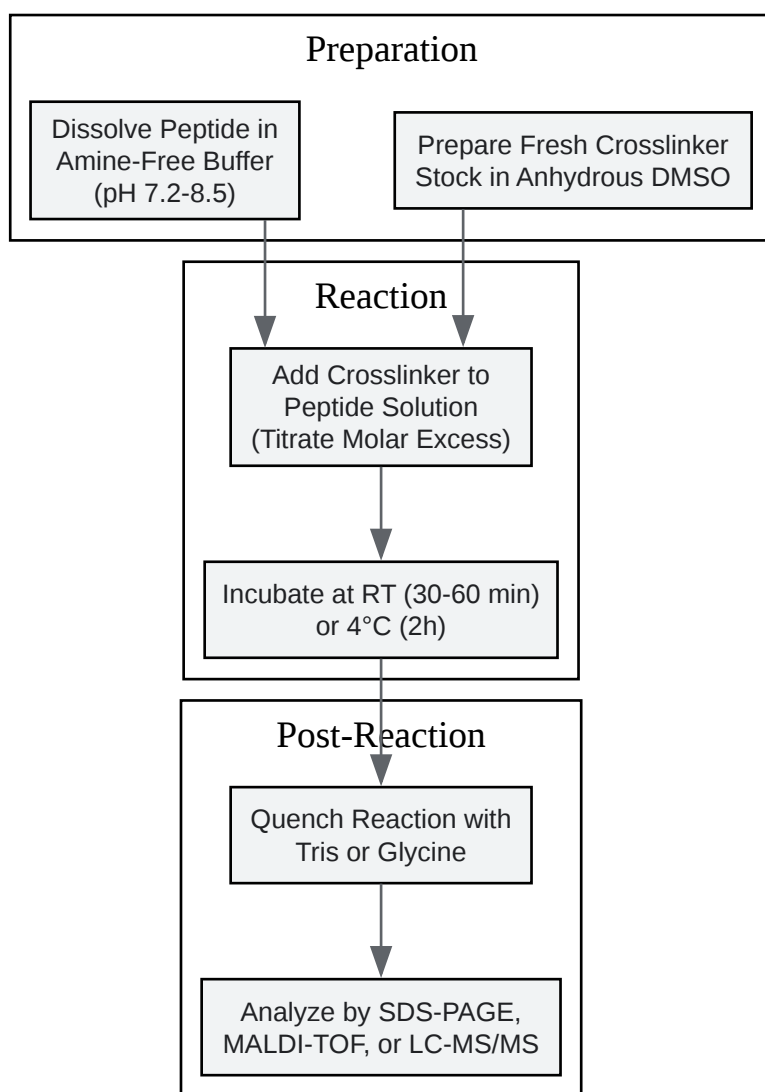 Preparation
Dissolve Peptide in
Amine-Free Buffer
(pH 7.2-8.5)
Prepare Fresh Crosslinker
Stock in Anhydrous DMSO
Reaction
Add Crosslinker to
Peptide Solution
(Titrate Molar Excess)
Incubate at RT (30-60 min)
or 4°C (2h)
Post-Reaction
Quench Reaction with
Tris or Glycine
Analyze by SDS-PAGE,
MALDI-TOF, or LC-MS/MS